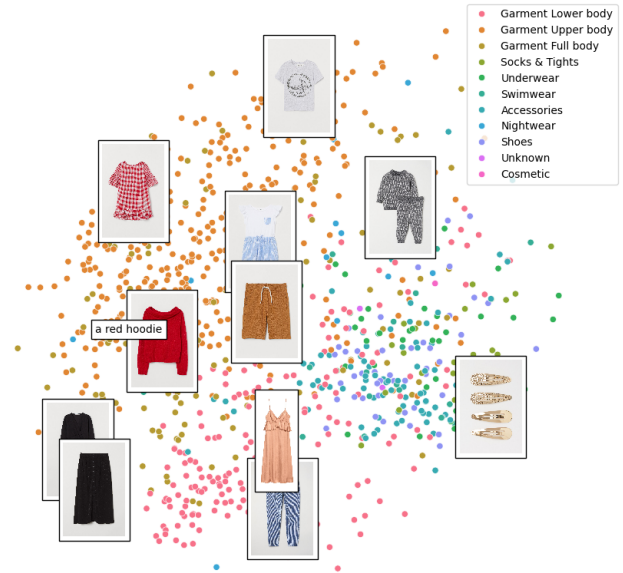 Garment Lower body
Garment Upper body
Garment Full body
Socks & Tights
Underwear
Swimwear
Accessories
Nightwear
Shoes
Unknown
Cosmetic
a red hoodie